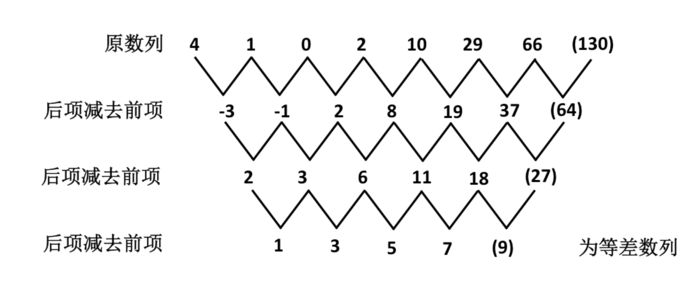 原数列 4 1 0 2 10 29 66 (130)
后项减去前项 -3 -1 2 8 19 37 (64)
后项减去前项 2 3 6 11 18 (27)
后项减去前项 1 3 5 7 (9) 为等差数列